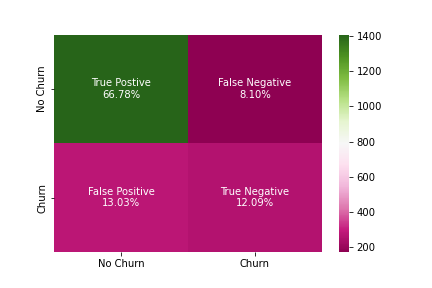 No Churn
Churn
True Postive
66.78%
False Negative
8.10%
False Positive
13.03%
True Negative
12.09%
No Churn
Churn
1400
1200
1000
800
600
400
200